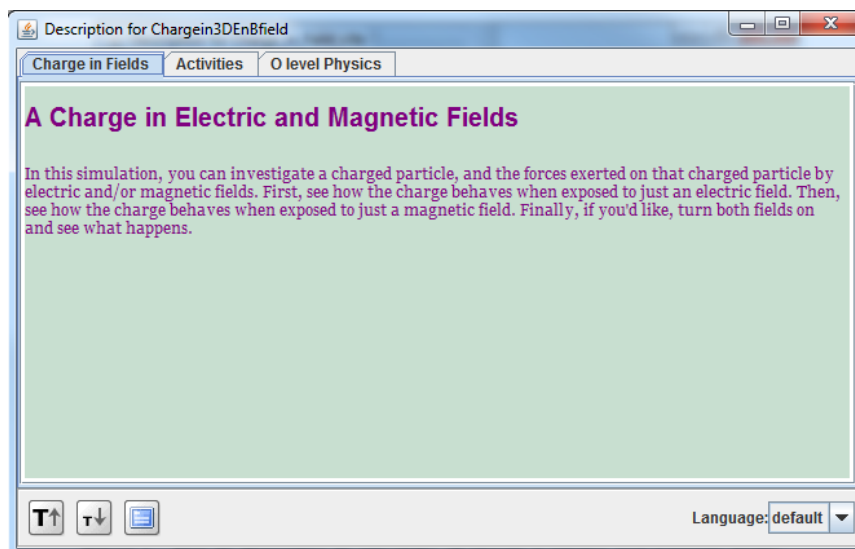 Description for Chargein3DEnBfield
Charge in Fields Activities O level Physics
A Charge in Electric and Magnetic Fields
In this simulation, you can investigate a charged particle, and the forces exerted on that charged particle by
electric and/or magnetic fields. First, see how the charge behaves when exposed to just an electric field. Then,
see how the charge behaves when exposed to just a magnetic field. Finally, if you'd like, turn both fields on
and see what happens.
T T Language: default